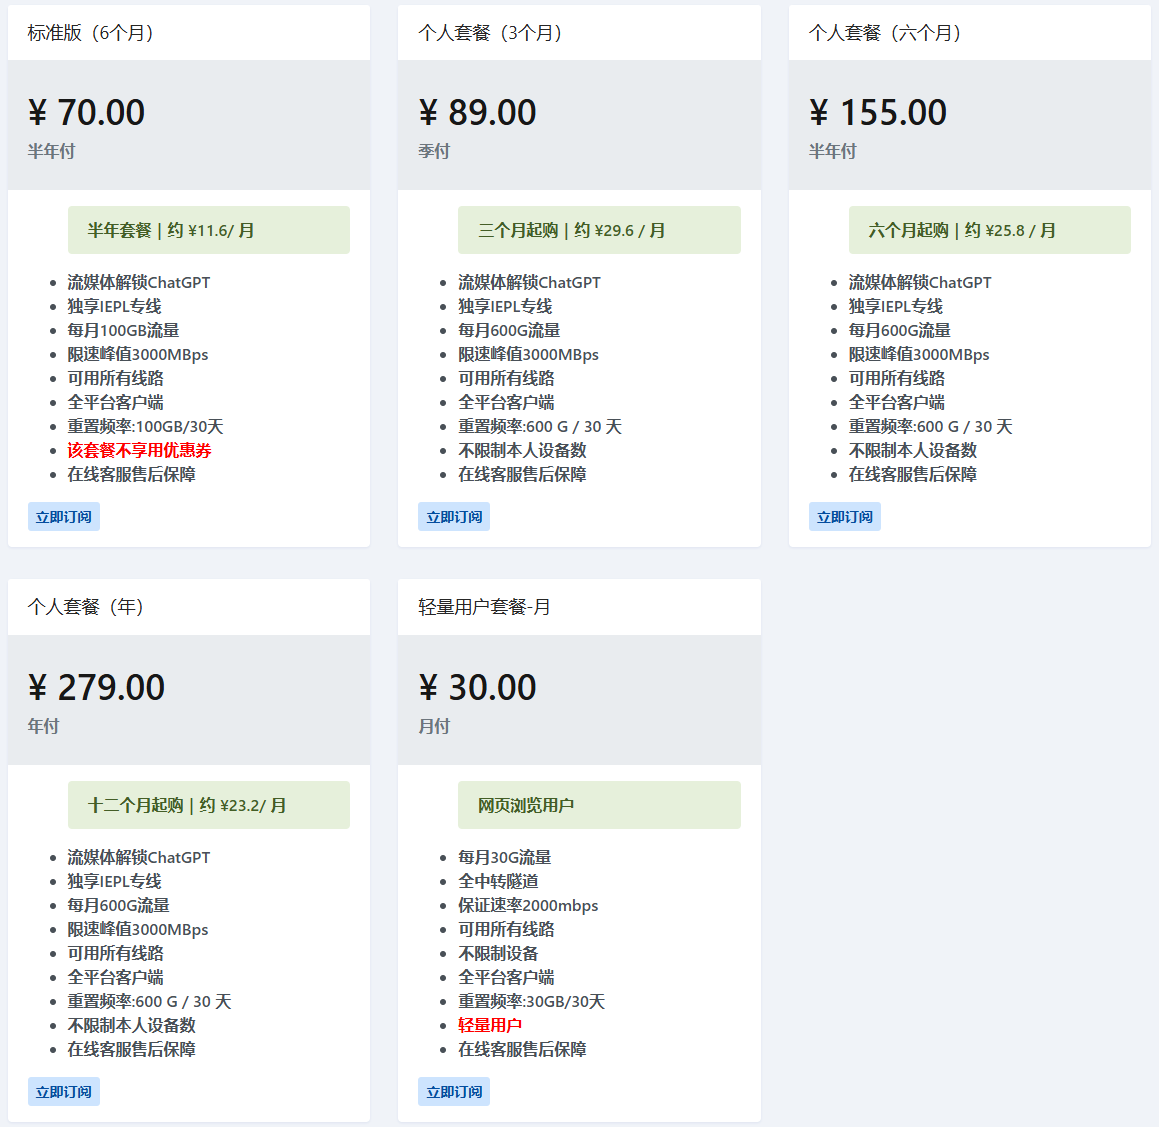 标准版（6个月）
¥ 70.00
半年付
半年套餐 | 约 ¥11.6/ 月
流媒体解锁ChatGPT
独享IEPL专线
每月100GB流量
限速峰值3000MBps
可用所有线路
全平台客户端
重置频率:100GB/30天
该套餐不享用优惠券
在线客服售后保障
立即订阅
个人套餐（3个月）
¥ 89.00
季付
三个月起购 | 约 ¥29.6 / 月
流媒体解锁ChatGPT
独享IEPL专线
每月600G流量
限速峰值3000MBps
可用所有线路
全平台客户端
重置频率:600 G / 30 天
不限制本人设备数
在线客服售后保障
立即订阅
个人套餐（六个月）
¥ 155.00
半年付
六个月起购 | 约 ¥25.8 / 月
流媒体解锁ChatGPT
独享IEPL专线
每月600G流量
限速峰值3000MBps
可用所有线路
全平台客户端
重置频率:600 G / 30 天
不限制本人设备数
在线客服售后保障
立即订阅
个人套餐（年）
¥ 279.00
年付
十二个月起购 | 约 ¥23.2/ 月
流媒体解锁ChatGPT
独享IEPL专线
每月600G流量
限速峰值3000MBps
可用所有线路
全平台客户端
重置频率:600 G / 30 天
不限制本人设备数
在线客服售后保障
立即订阅
轻量用户套餐-月
¥ 30.00
月付
网页浏览用户
每月30G流量
全中转隧道
保证速率2000mbps
可用所有线路
不限制设备
全平台客户端
重置频率:30GB/30天
轻量用户
在线客服售后保障
立即订阅